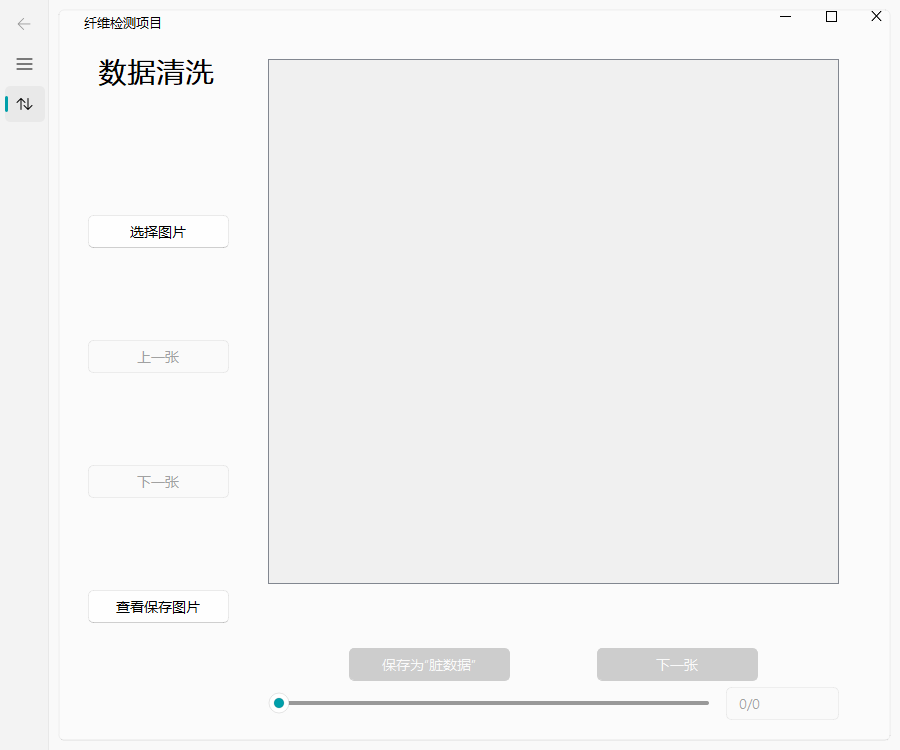 纤维检测项目
数据清洗
选择图片
上一张
下一张
查看保存图片
保存为"脏数据"
下一张
0/0